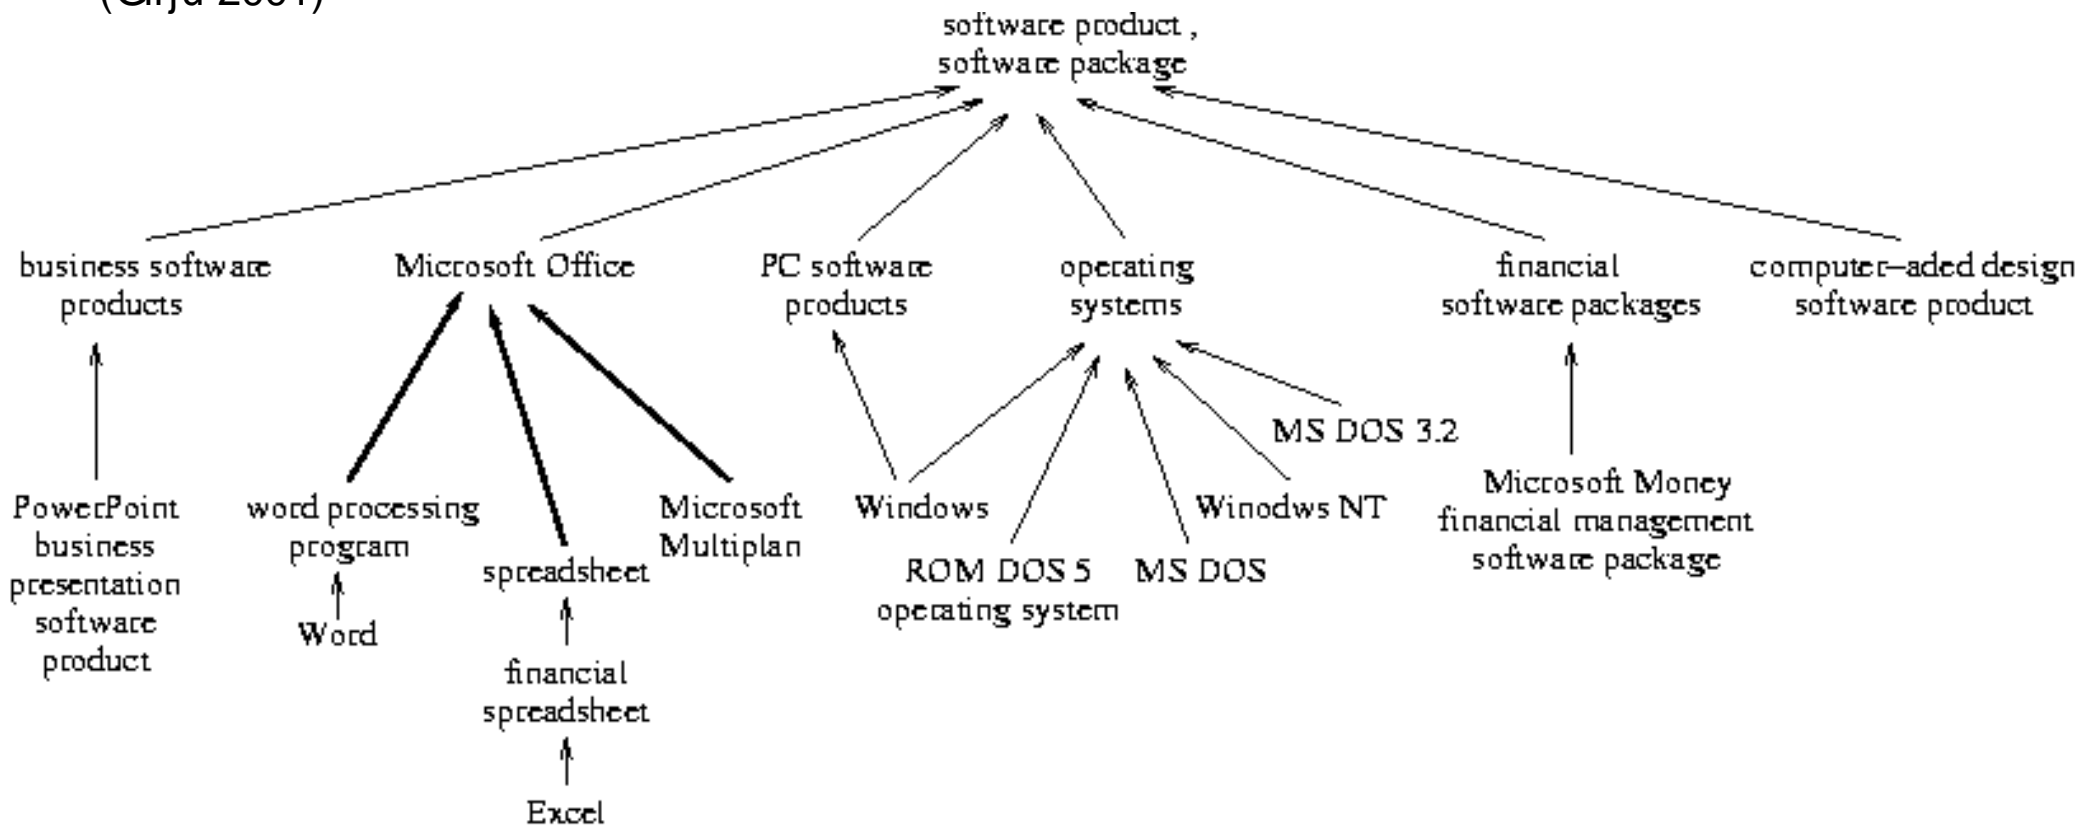 software product ,
software package
business software
products
Microsoft Office
PC software
products
operating
systems
financial
software packages
computer–aded design
software product
PowerPoint
business
presentation
software
product
word processing
program
Word
spreadsheet
financial
spreadsheet
Excel
Microsoft
Multiplan
Windows
ROM DOS 5
operating system
MS DOS
Winodws NT
MS DOS 3.2
Microsoft Money
financial management
software package